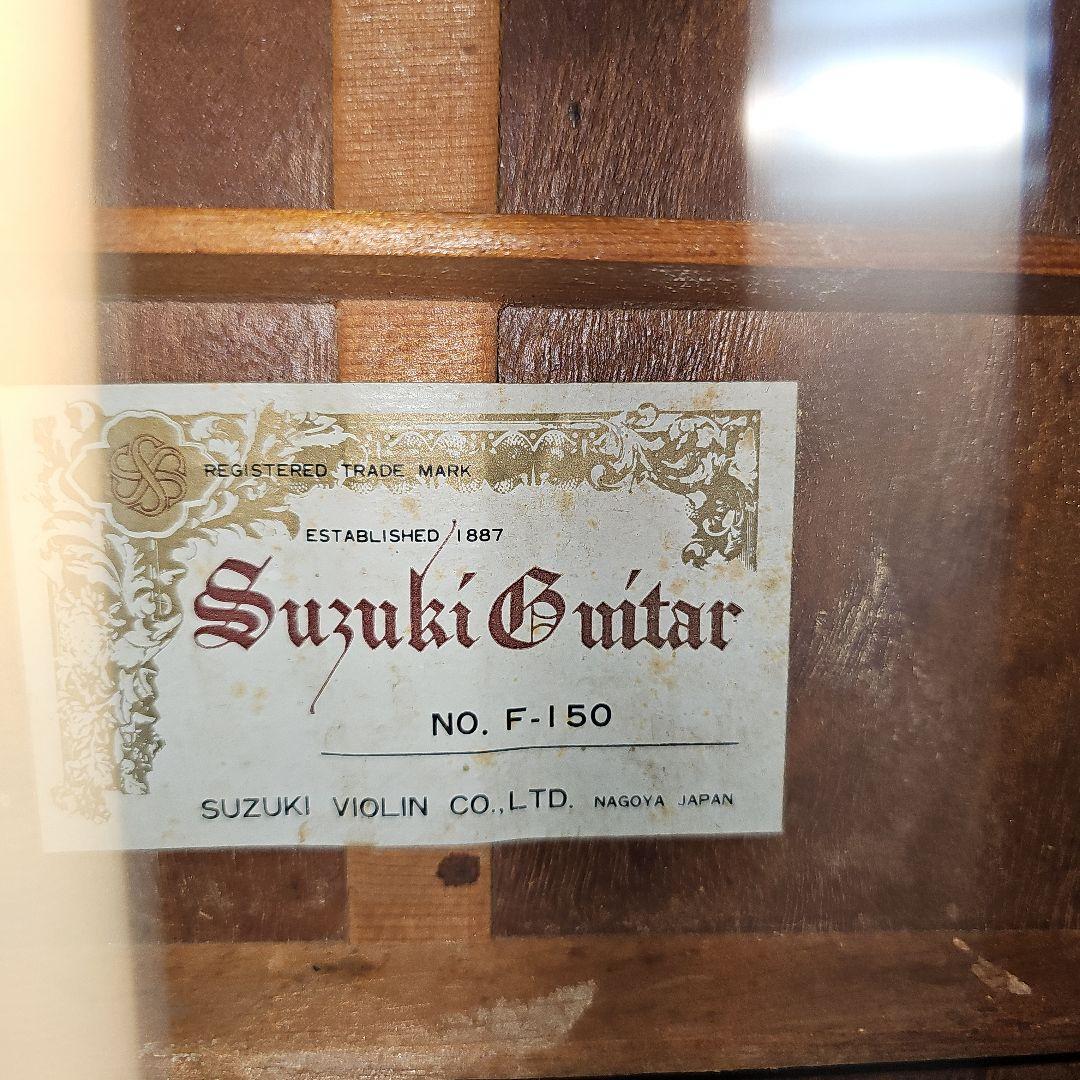 REGISTERED TRADE MARK
ESTABLISHED 1887
Suzuki Guitar
NO. F-150
SUZUKI VIOLIN CO.,LTD. NAGOYA JAPAN